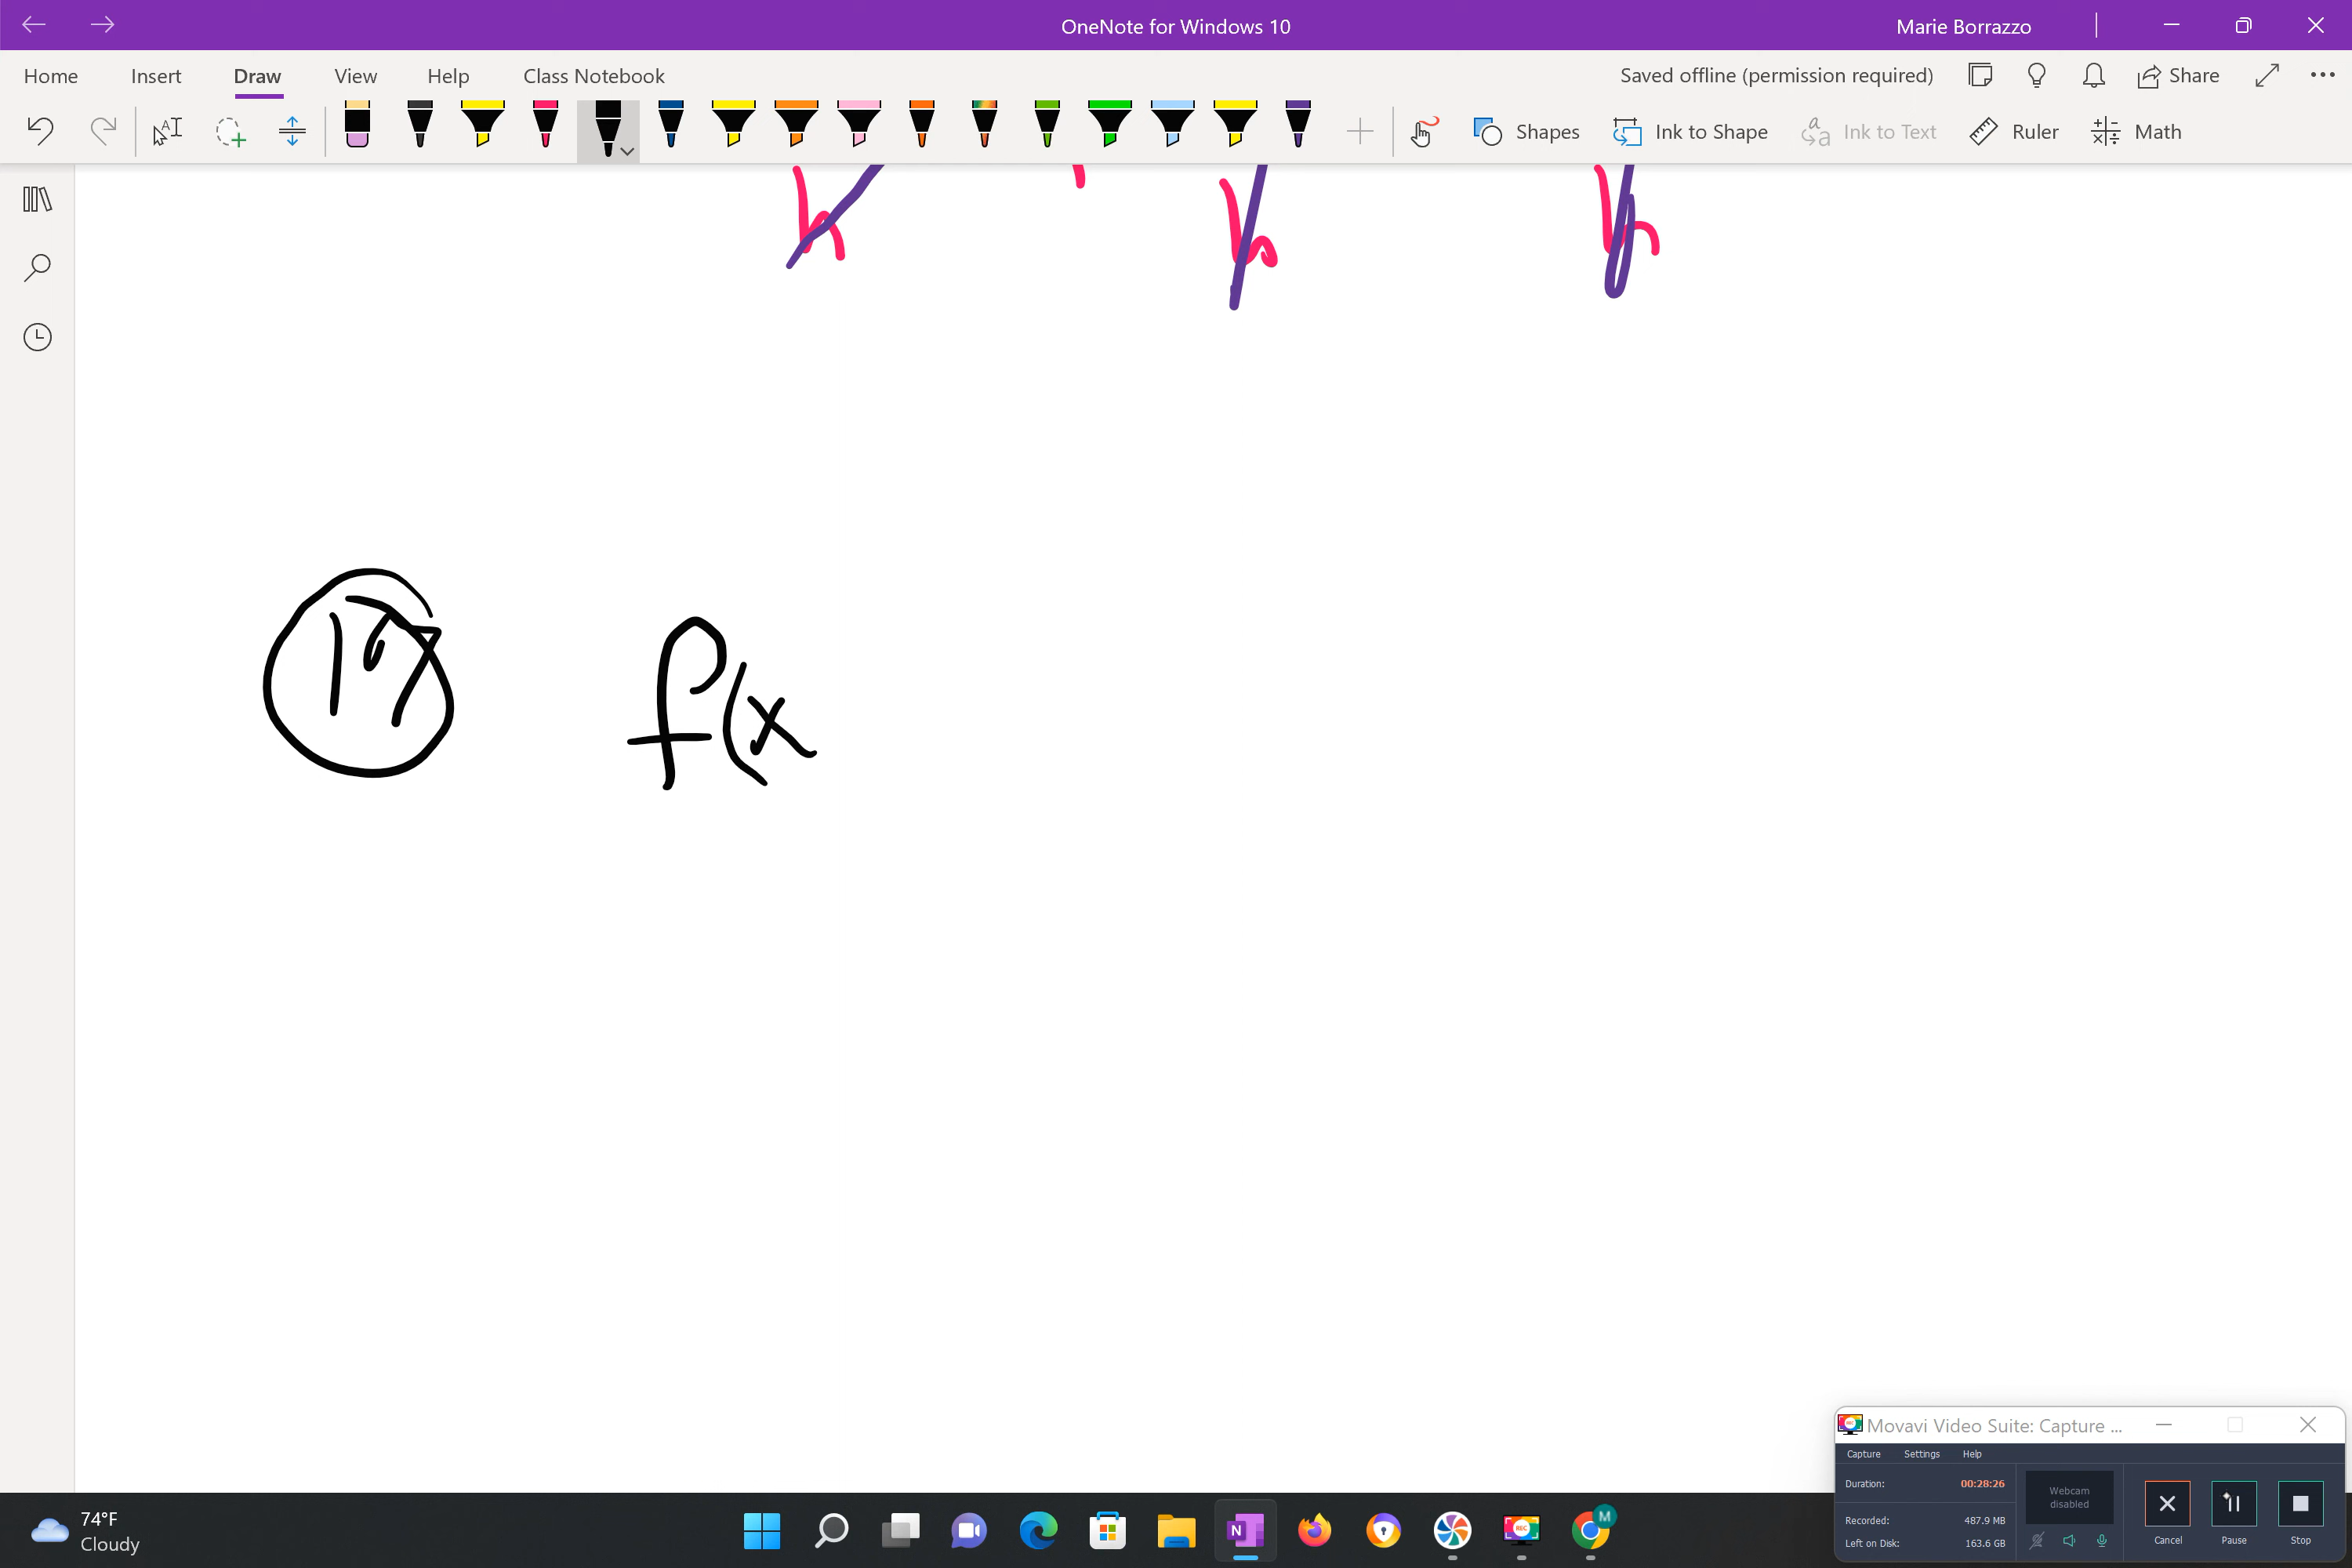 OneNote for Windows 10 Marie Borrazzo
Home Insert Draw View Help Class Notebook Saved offline (permission required) Share
Shapes Ink to Shape Ink to Text Ruler Math
h h h
17 f(x
Movavi Video Suite: Capture ...
Capture Settings Help
Duration: 00:28:26
Webcam disabled
Recorded: 487.9 MB
Left on Disk: 163.6 GB
Cancel Pause Stop
74°F
Cloudy